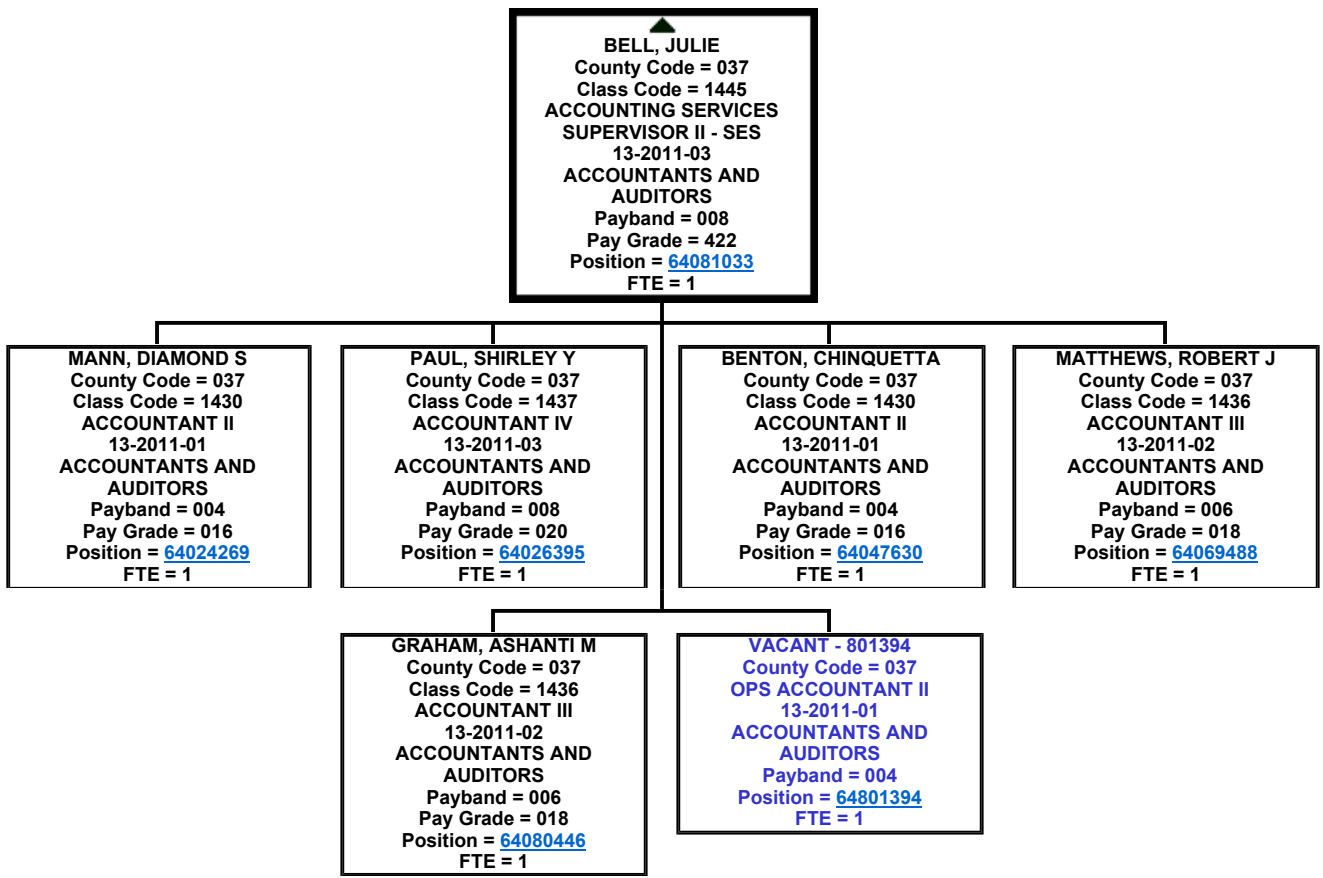 BELL, JULIE
County Code = 037
Class Code = 1445
ACCOUNTING SERVICES
SUPERVISOR II - SES
13-2011-03
ACCOUNTANTS AND
AUDITORS
Payband = 008
Pay Grade = 422
Position = 64081033
FTE = 1
MANN, DIAMOND S
County Code = 037
Class Code = 1430
ACCOUNTANT II
13-2011-01
ACCOUNTANTS AND
AUDITORS
Payband = 004
Pay Grade = 016
Position = 64024269
FTE = 1
PAUL, SHIRLEY Y
County Code = 037
Class Code = 1437
ACCOUNTANT IV
13-2011-03
ACCOUNTANTS AND
AUDITORS
Payband = 008
Pay Grade = 020
Position = 64026395
FTE = 1
BENTON, CHINQUETTA
County Code = 037
Class Code = 1430
ACCOUNTANT II
13-2011-01
ACCOUNTANTS AND
AUDITORS
Payband = 004
Pay Grade = 016
Position = 64047630
FTE = 1
MATTHEWS, ROBERT J
County Code = 037
Class Code = 1436
ACCOUNTANT III
13-2011-02
ACCOUNTANTS AND
AUDITORS
Payband = 006
Pay Grade = 018
Position = 64069488
FTE = 1
GRAHAM, ASHANTI M
County Code = 037
Class Code = 1436
ACCOUNTANT III
13-2011-02
ACCOUNTANTS AND
AUDITORS
Payband = 006
Pay Grade = 018
Position = 64080446
FTE = 1
VACANT - 801394
County Code = 037
OPS ACCOUNTANT II
13-2011-01
ACCOUNTANTS AND
AUDITORS
Payband = 004
Position = 64801394
FTE = 1